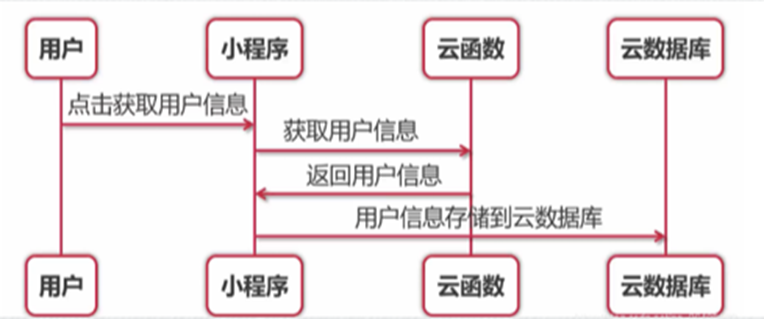 用户 小程序 云函数 云数据库
点击获取用户信息
获取用户信息
返回用户信息
用户信息存储到云数据库
用户 小程序 云函数 云数据库